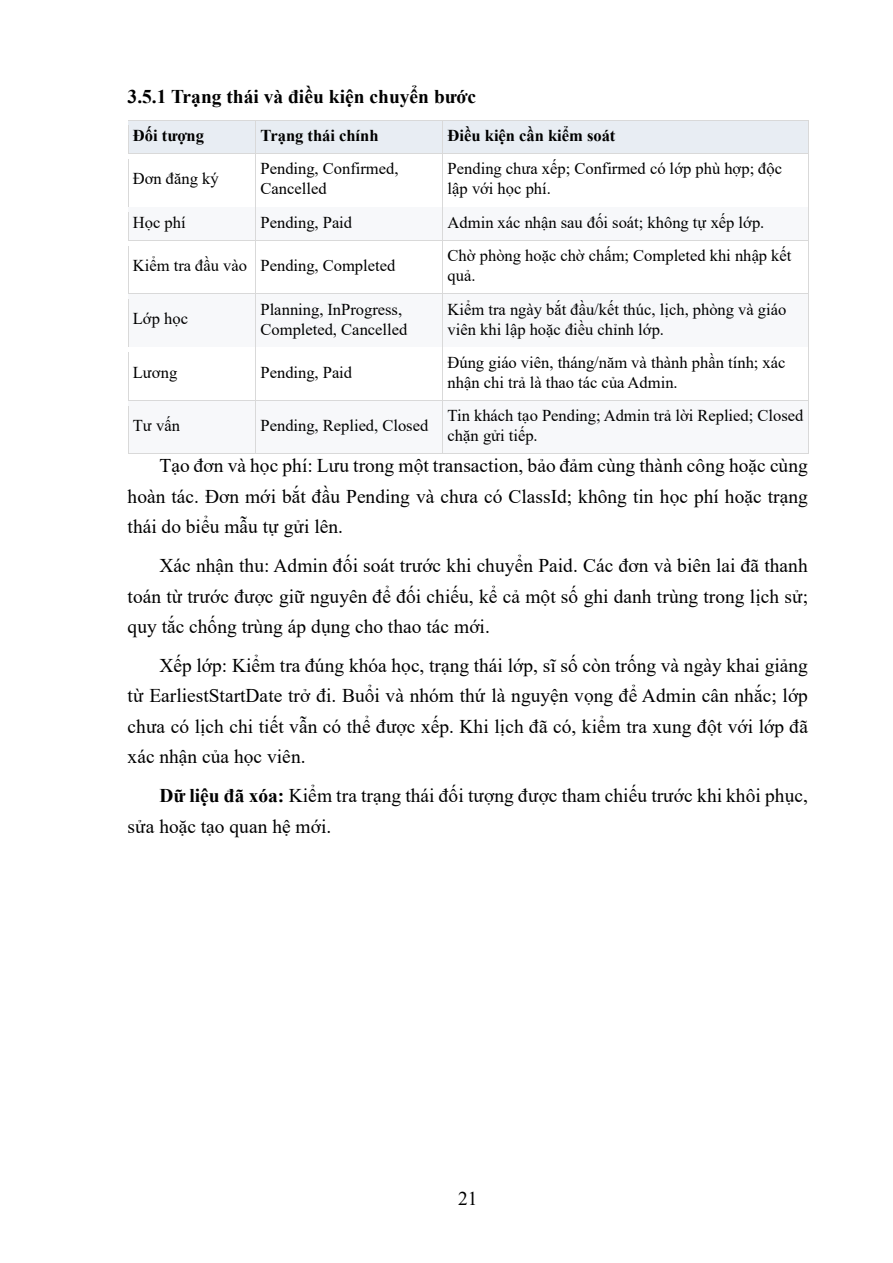 3.5.1 Trạng thái và điều kiện chuyển bước
Đối tượng Trạng thái chính Điều kiện cần kiểm soát
Đơn đăng ký Pending, Confirmed, Cancelled Pending chưa xếp; Confirmed có lớp phù hợp; độc lập với học phí.
Học phí Pending, Paid Admin xác nhận sau đối soát; không tự xếp lớp.
Kiểm tra đầu vào Pending, Completed Chờ phòng hoặc chờ chấm; Completed khi nhập kết quả.
Lớp học Planning, InProgress, Completed, Cancelled Kiểm tra ngày bắt đầu/kết thúc, lịch, phòng và giáo viên khi lập hoặc điều chỉnh lớp.
Lương Pending, Paid Đúng giáo viên, tháng/năm và thành phần tính; xác nhận chi trả là thao tác của Admin.
Tư vấn Pending, Replied, Closed Tin khách tạo Pending; Admin trả lời Replied; Closed chặn gửi tiếp.
Tạo đơn và học phí: Lưu trong một transaction, bảo đảm cùng thành công hoặc cùng
hoàn tác. Đơn mới bắt đầu Pending và chưa có ClassId; không tin học phí hoặc trạng
thái do biểu mẫu tự gửi lên.
Xác nhận thu: Admin đối soát trước khi chuyển Paid. Các đơn và biên lai đã thanh
toán từ trước được giữ nguyên để đối chiếu, kể cả một số ghi danh trùng trong lịch sử;
quy tắc chống trùng áp dụng cho thao tác mới.
Xếp lớp: Kiểm tra đúng khóa học, trạng thái lớp, sĩ số còn trống và ngày khai giảng
từ EarliestStartDate trở đi. Buổi và nhóm thứ là nguyện vọng để Admin cân nhắc; lớp
chưa có lịch chi tiết vẫn có thể được xếp. Khi lịch đã có, kiểm tra xung đột với lớp đã
xác nhận của học viên.
Dữ liệu đã xóa: Kiểm tra trạng thái đối tượng được tham chiếu trước khi khôi phục,
sửa hoặc tạo quan hệ mới.
21